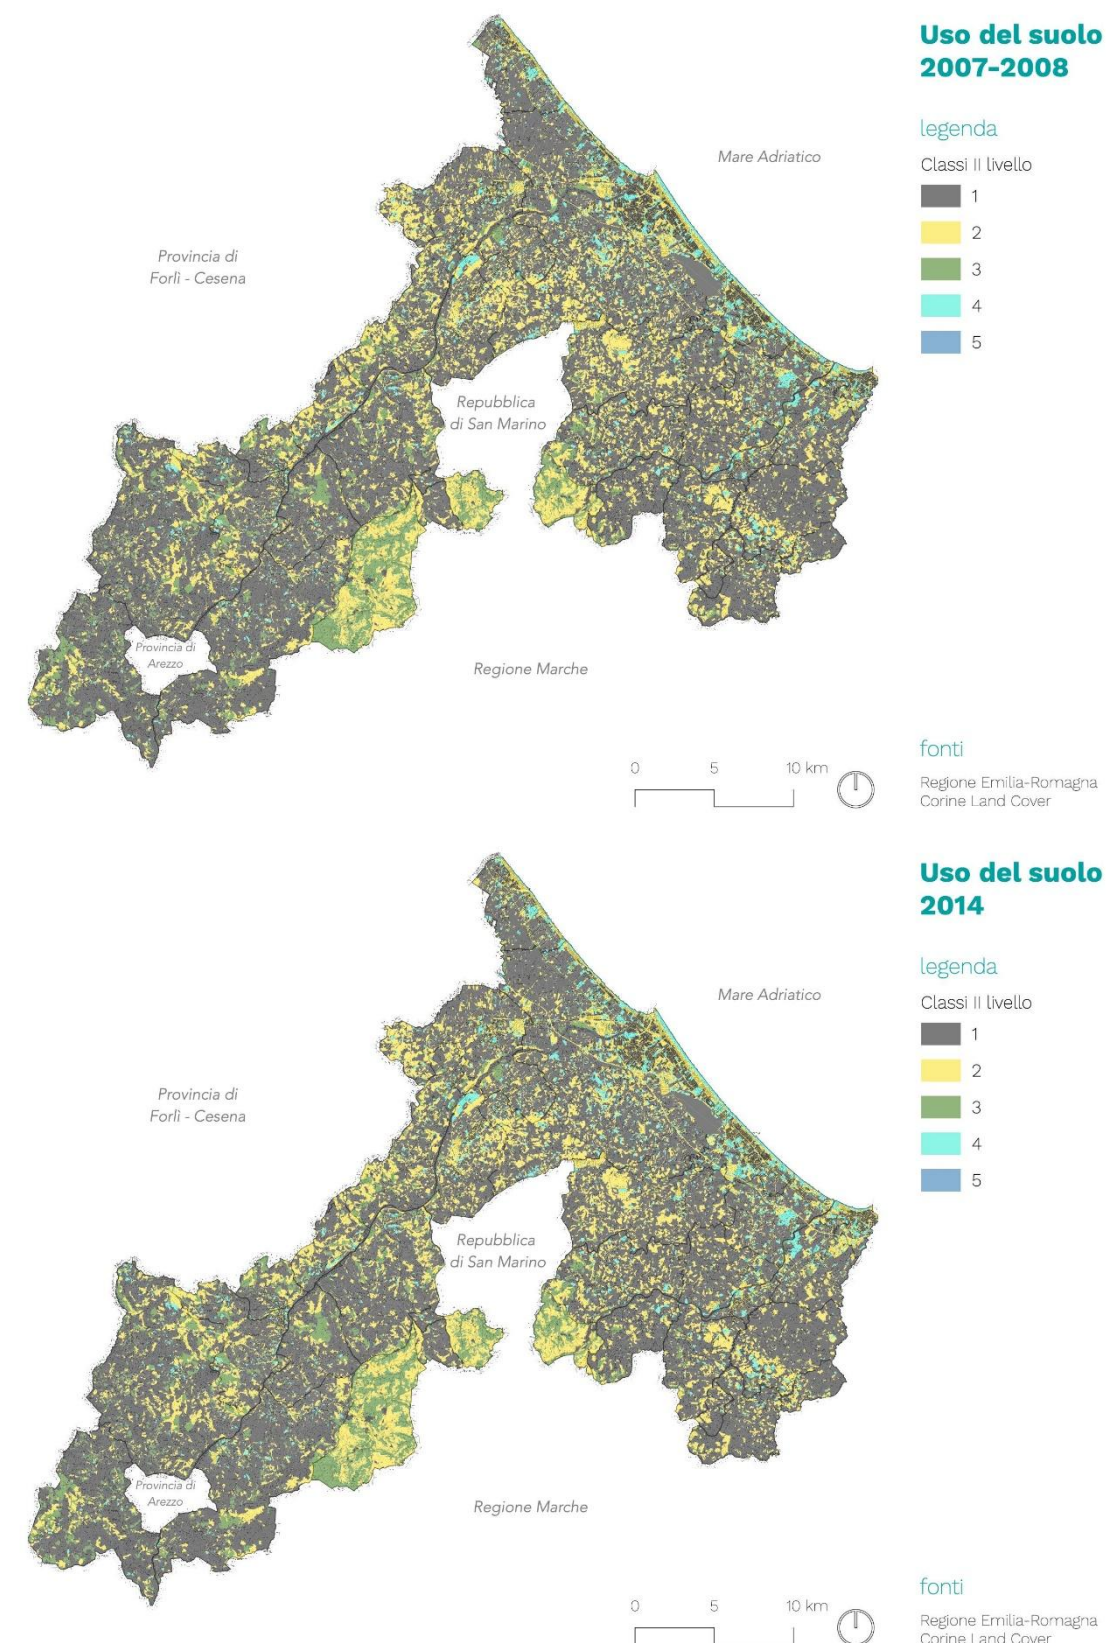 Uso del suolo
2007-2008
legenda
Classi II livello
1
2
3
4
5
Mare Adriatico
Provincia di
Forlì - Cesena
Repubblica
di San Marino
Provincia di
Arezzo
Regione Marche
0 5 10 km
fonti
Regione Emilia-Romagna
Corine Land Cover
Uso del suolo
2014
legenda
Classi II livello
1
2
3
4
5
Mare Adriatico
Provincia di
Forlì - Cesena
Repubblica
di San Marino
Provincia di
Arezzo
Regione Marche
0 5 10 km
fonti
Regione Emilia-Romagna
Corine Land Cover